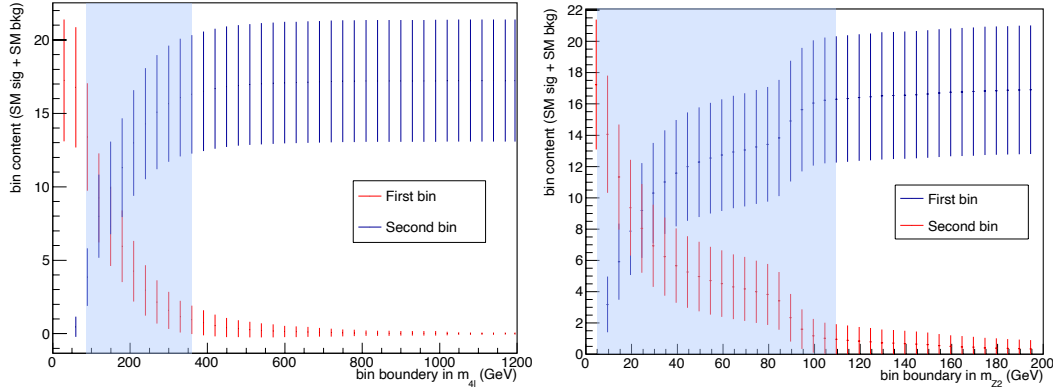 bin content (SM sig + SM bkg)
20
15
10
5
0
First bin
Second bin
0 200 400 600 800 1000 1200
bin boundery in m4l (GeV)
bin content (SM sig + SM bkg)
22
20
18
16
14
12
10
8
6
4
2
0
First bin
Second bin
0 20 40 60 80 100 120 140 160 180 200
bin boundary in mZ2 (GeV)